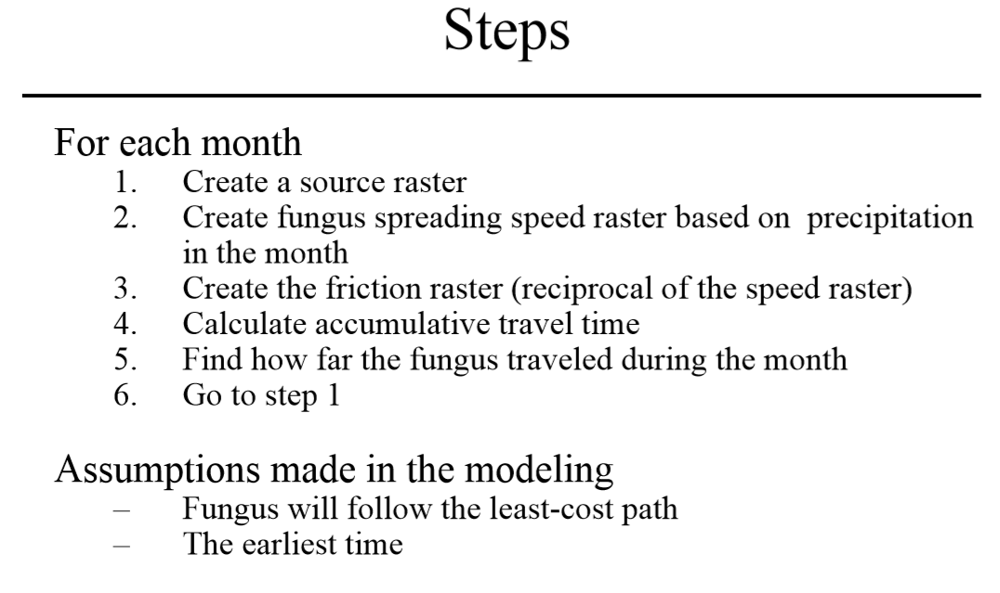 Steps
For each month
1. Create a source raster
2. Create fungus spreading speed raster based on  precipitation
in the month
3. Create the friction raster (reciprocal of the speed raster)
4. Calculate accumulative travel time
5. Find how far the fungus traveled during the month
6. Go to step 1
Assumptions made in the modeling
– Fungus will follow the least-cost path
– The earliest time